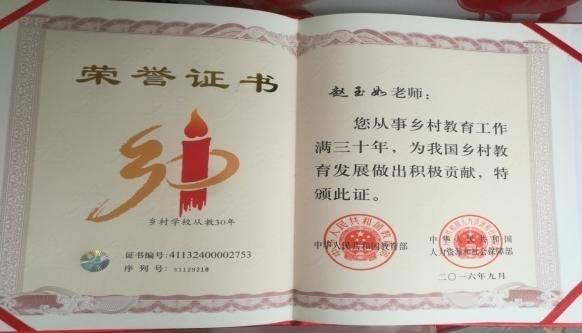 荣誉证书
乡村学校从教30年
证书编号:41132400002753
序列号:01129210
赵玉如老师：
您从事乡村教育工作
满三十年，为我国乡村教
育发展做出积极贡献，特
颁此证。
中华人民共和国教育部
中华人民共和国
人力资源和社会保障部
二〇一六年九月